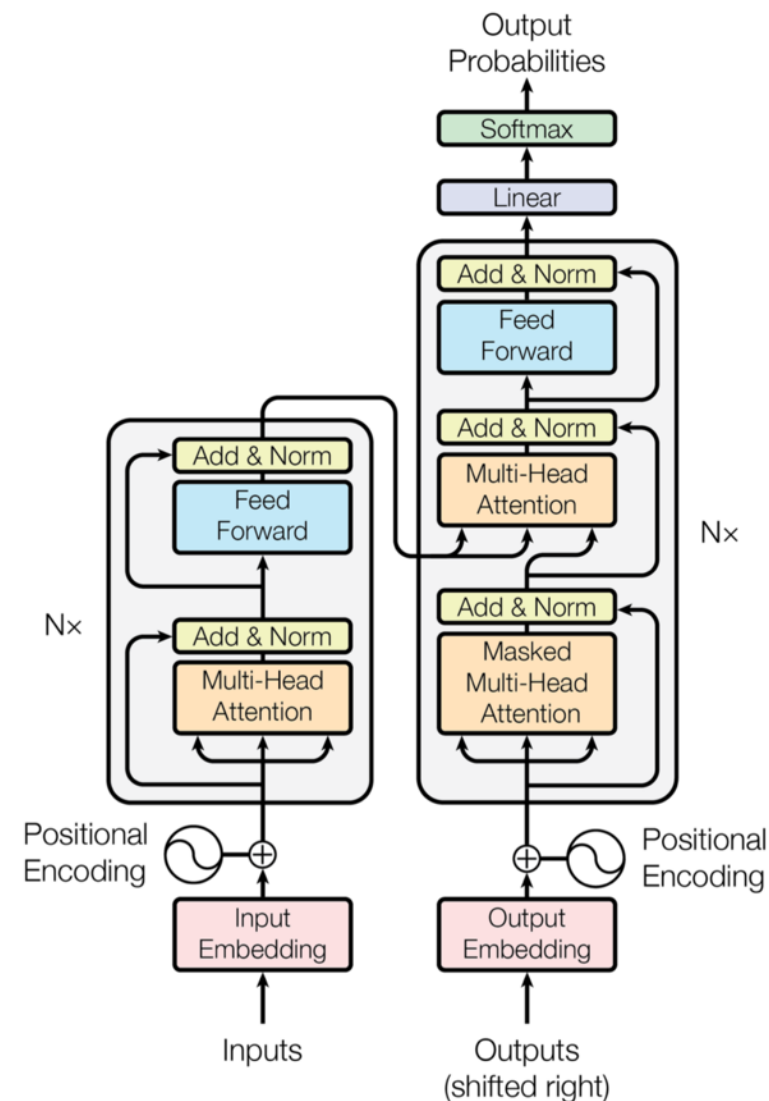 Output
Probabilities
Softmax
Linear
Add & Norm
Feed
Forward
Add & Norm
Multi-Head
Attention
Add & Norm
Masked
Multi-Head
Attention
Nx
Add & Norm
Feed
Forward
Add & Norm
Multi-Head
Attention
Nx
Positional
Encoding
Positional
Encoding
Input
Embedding
Output
Embedding
Inputs
Outputs
(shifted right)